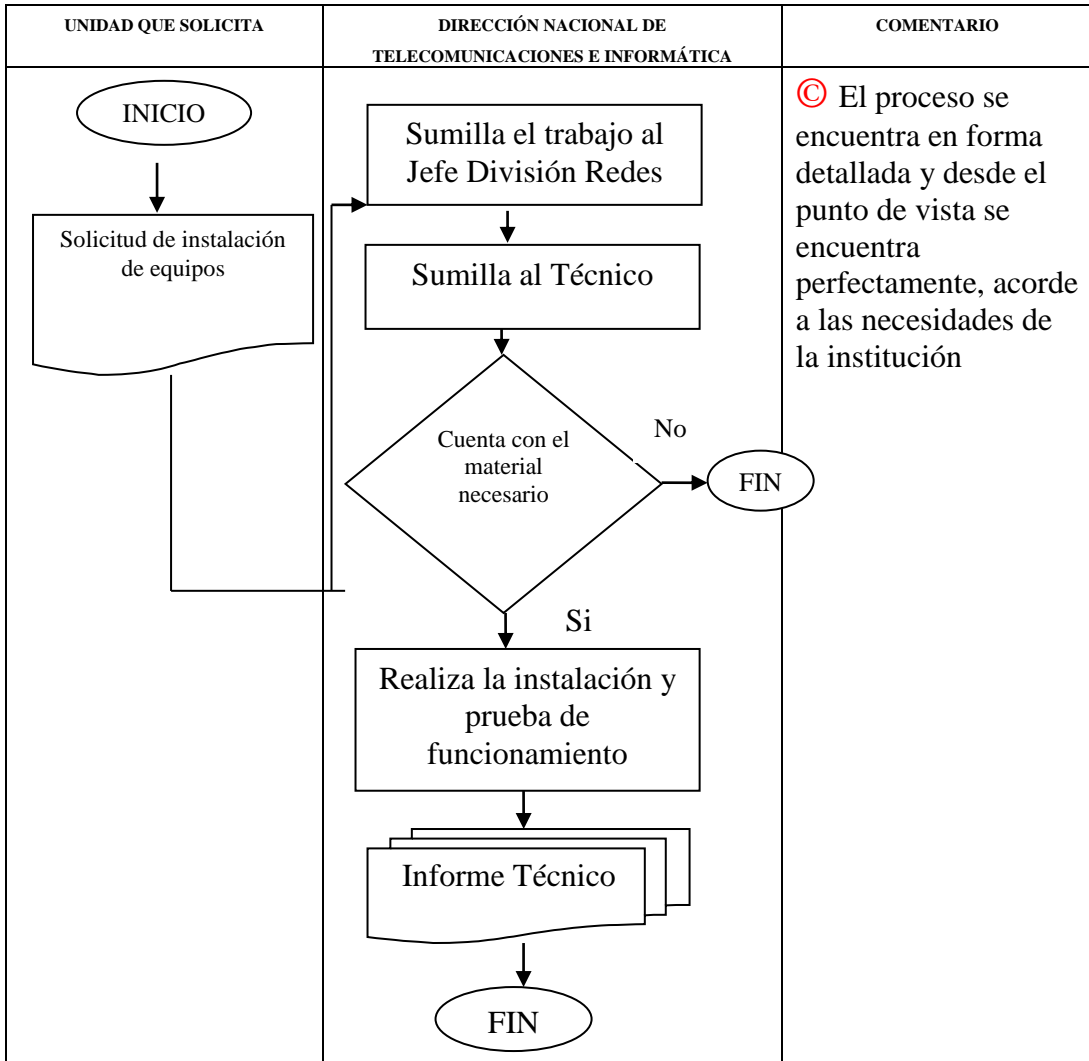 UNIDAD QUE SOLICITA
DIRECCIÓN NACIONAL DE
TELECOMUNICACIONES E INFORMÁTICA
COMENTARIO
INICIO
Solicitud de instalación
de equipos
Sumilla el trabajo al
Jefe División Redes
Sumilla al Técnico
Cuenta con el
material
necesario
No
FIN
Si
Realiza la instalación y
prueba de
funcionamiento
Informe Técnico
FIN
© El proceso se
encuentra en forma
detallada y desde el
punto de vista se
encuentra
perfectamente, acorde
a las necesidades de
la institución